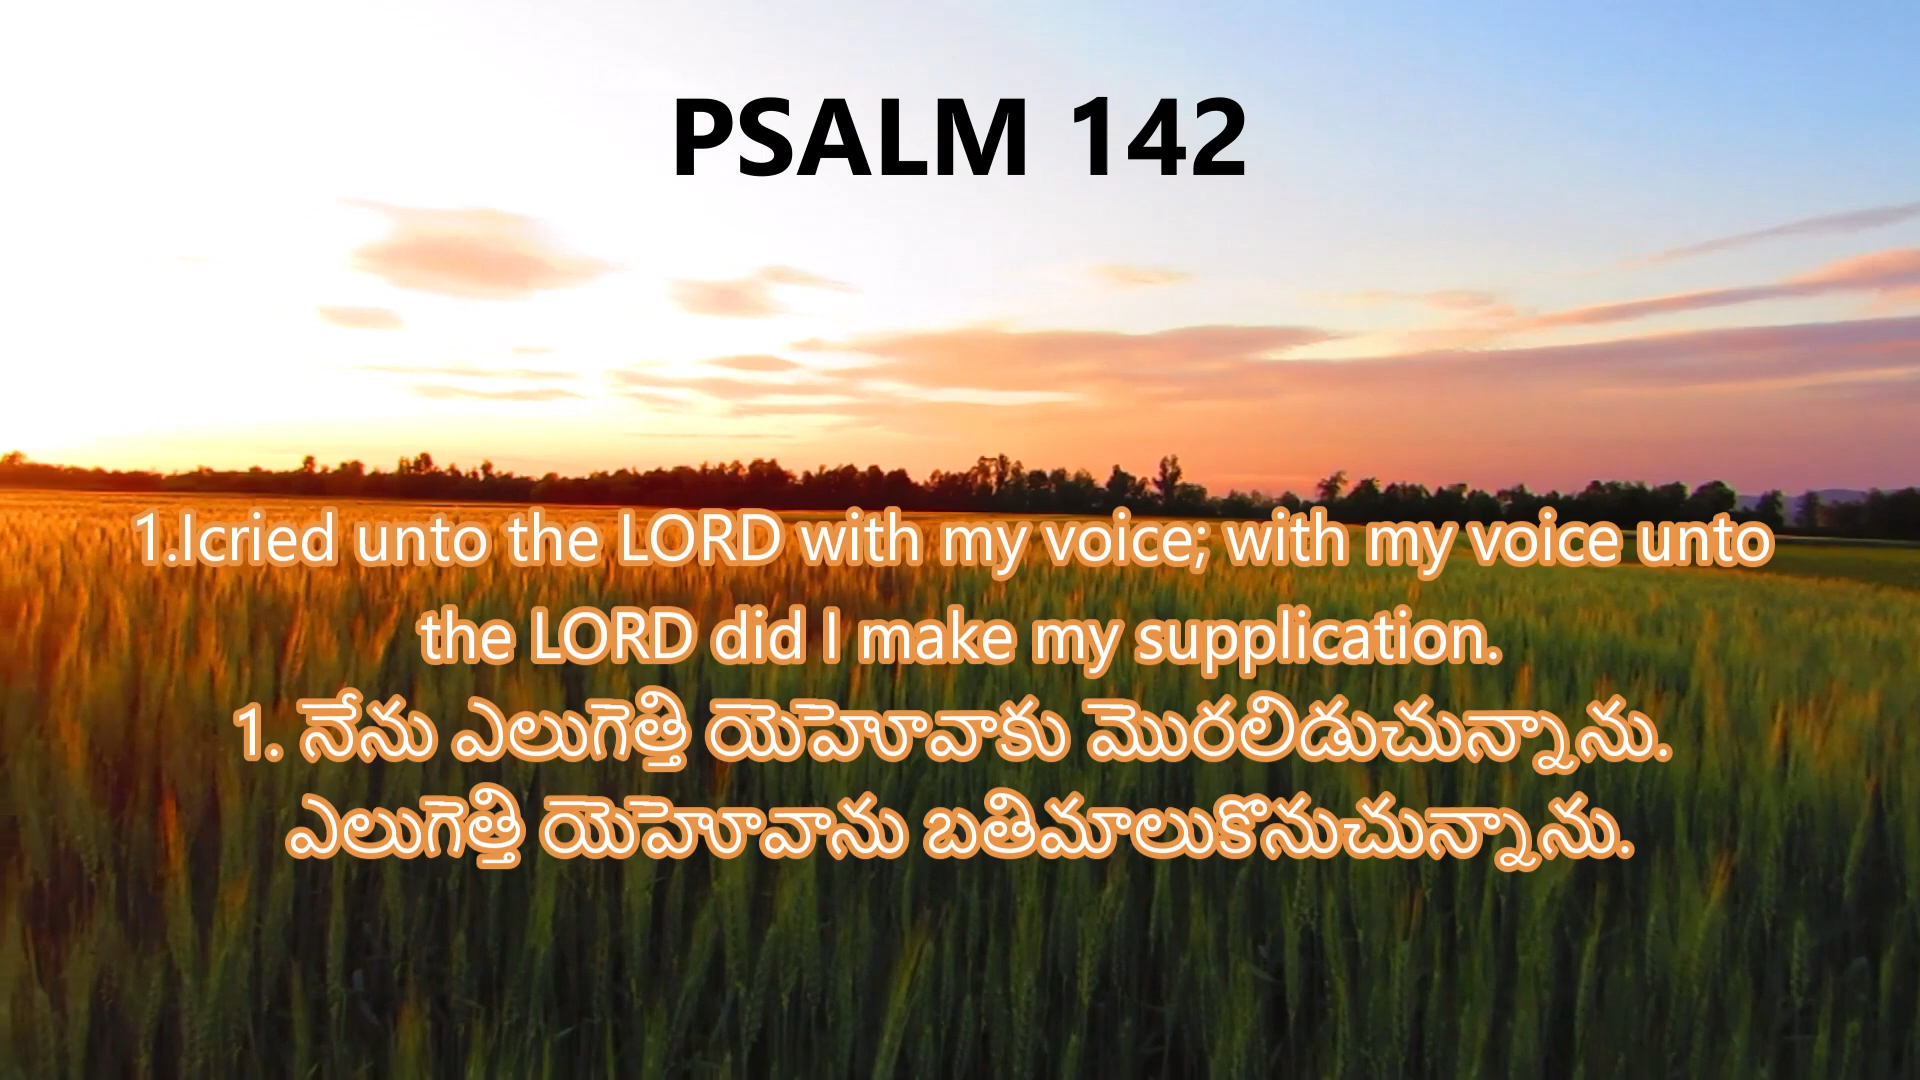 PSALM 142
1.Icried unto the LORD with my voice; with my voice unto
the LORD did I make my supplication.
1. నేను ఎలుగెత్తి యెహోవాకు మొరలిడుచున్నాను.
ఎలుగెత్తి యెహోవాను బతిమాలుకొనుచున్నాను.